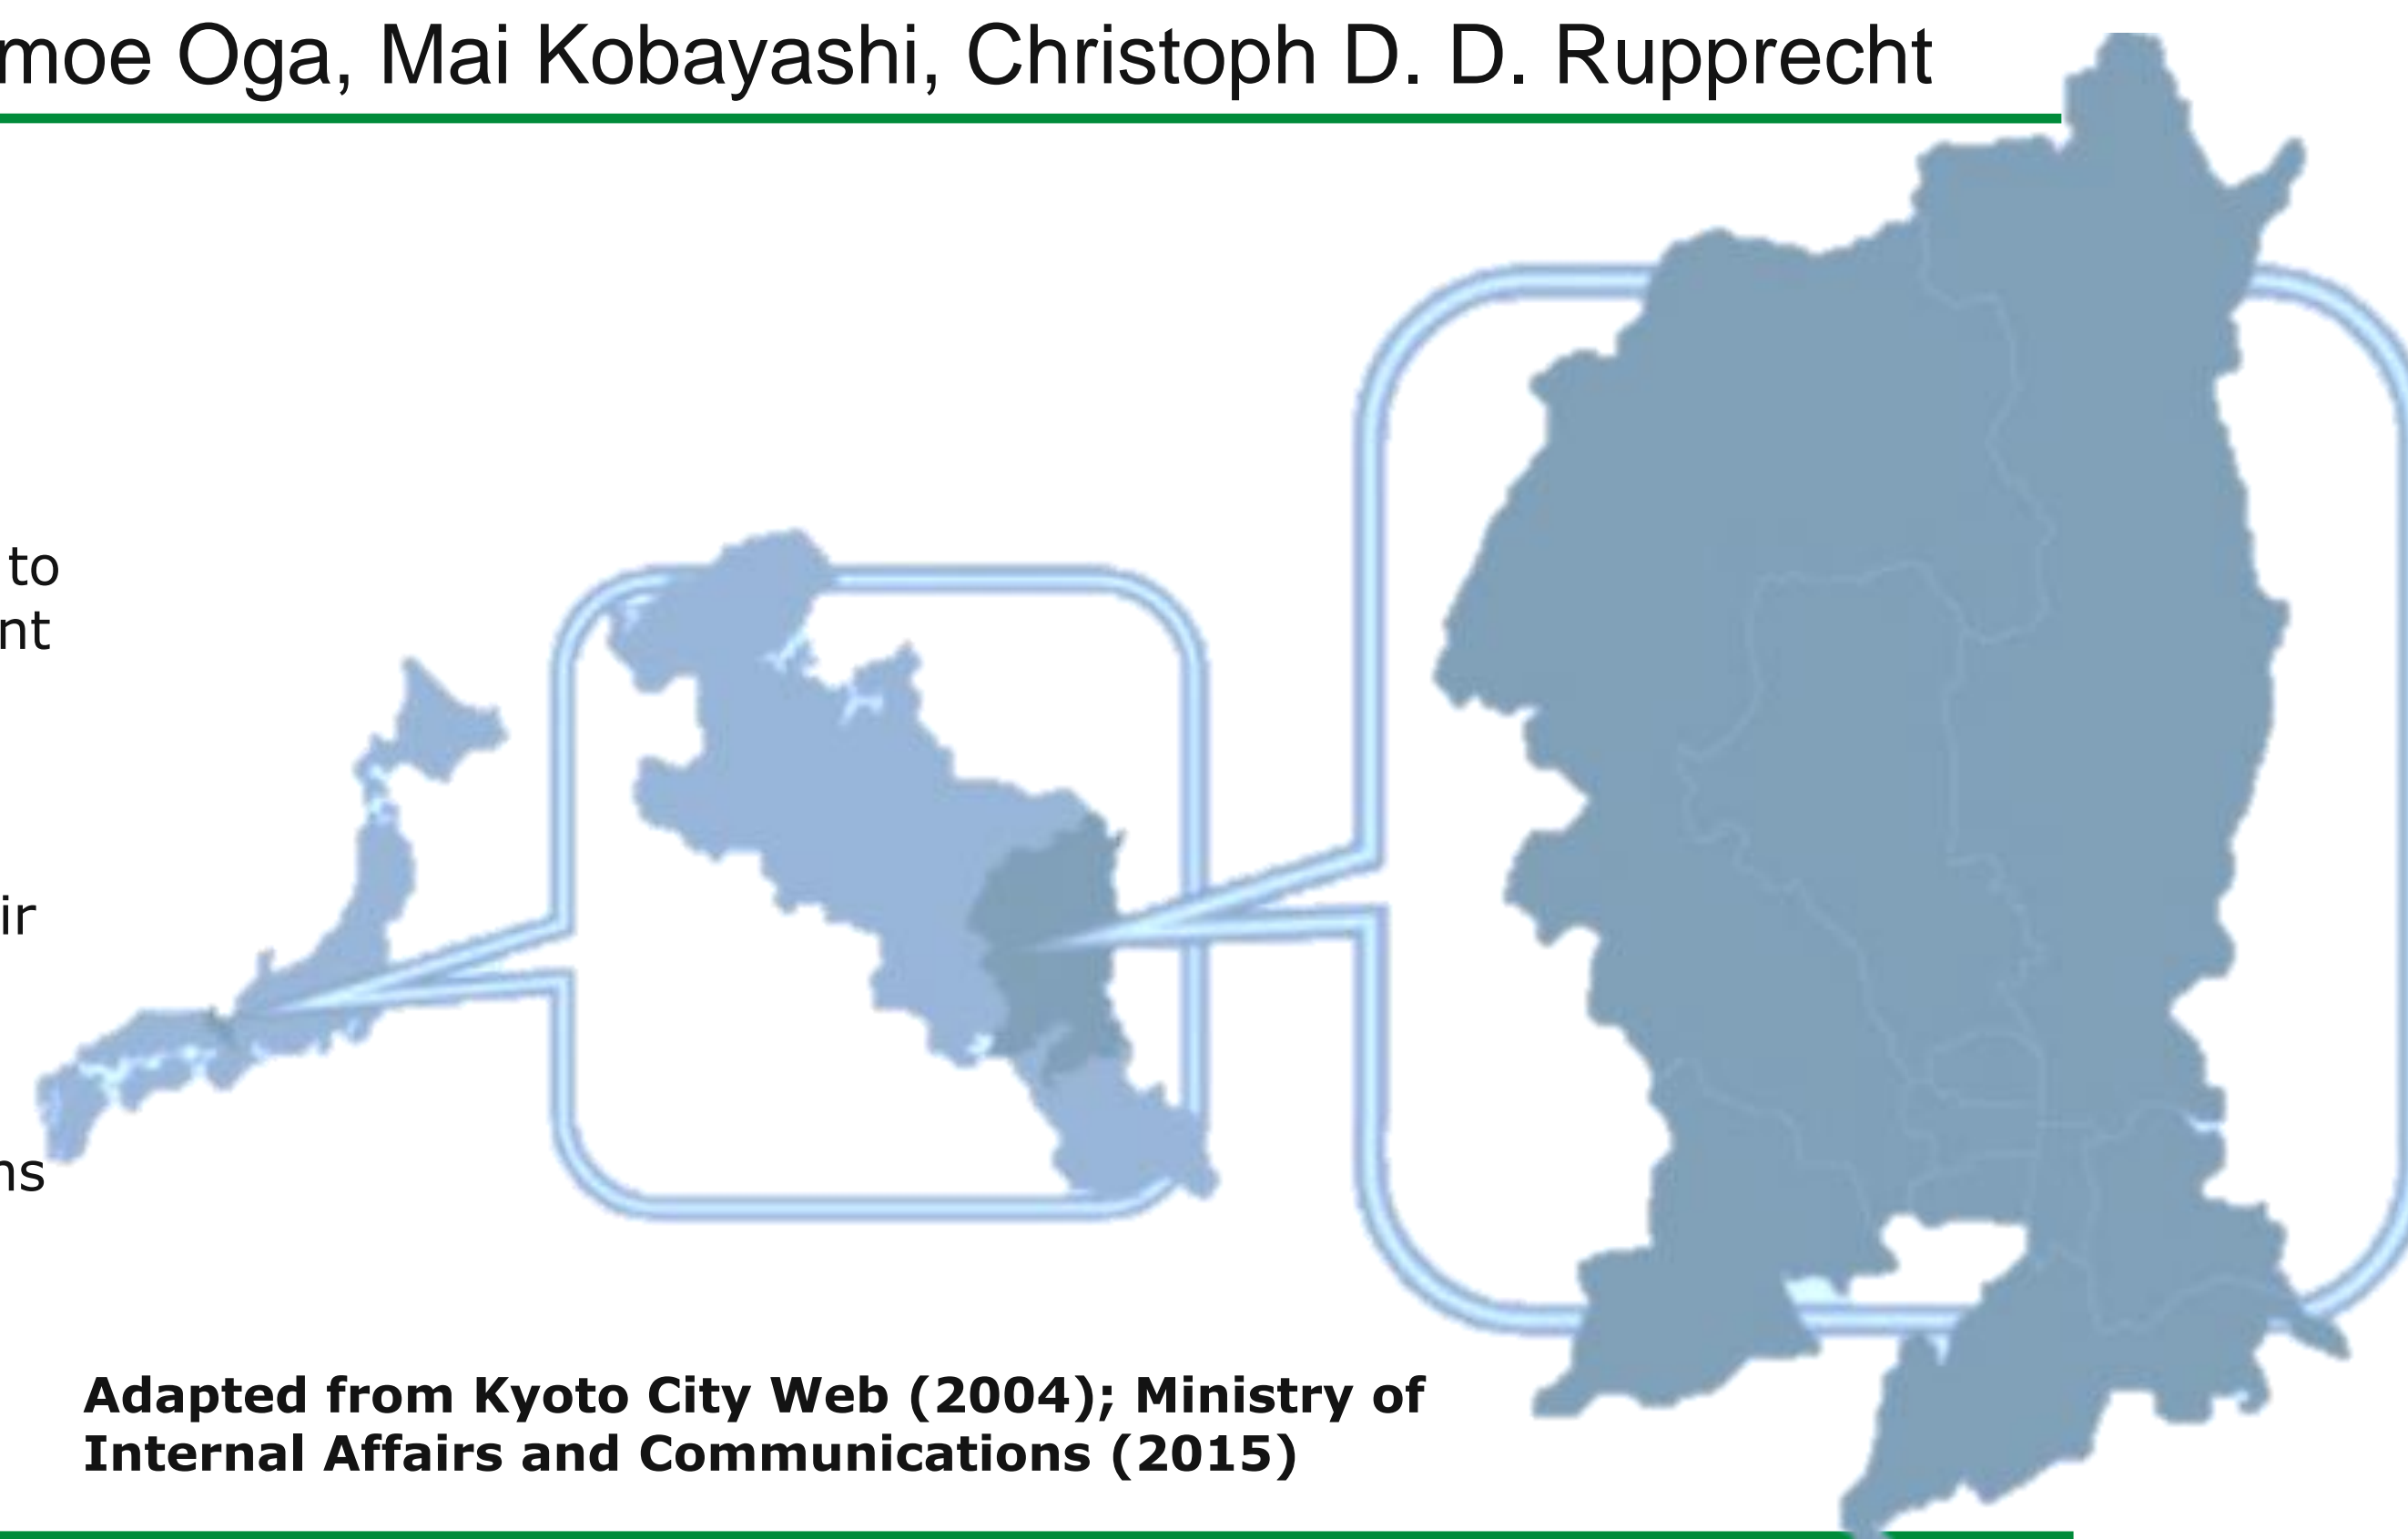 moe Oga, Mai Kobayashi, Christoph D. D. Rupprecht
to
nt
ir
ns
Adapted from Kyoto City Web (2004); Ministry of
Internal Affairs and Communications (2015)